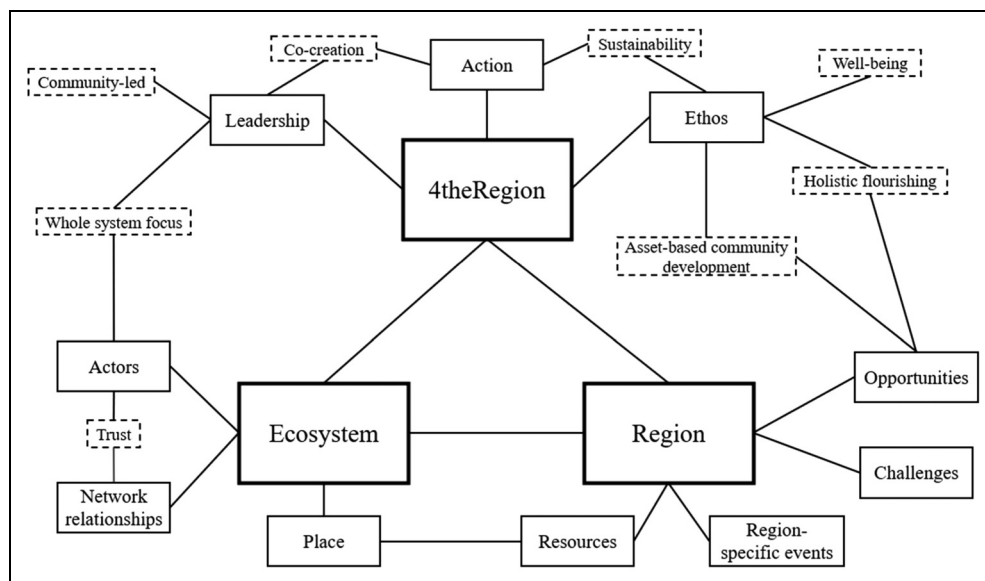 Co-creation
Action
Sustainability
Well-being
Community-led
Leadership
Ethos
4theRegion
Holistic flourishing
Whole system focus
Asset-based community
development
Actors
Opportunities
Trust
Ecosystem
Region
Challenges
Network
relationships
Place
Resources
Region-
specific events